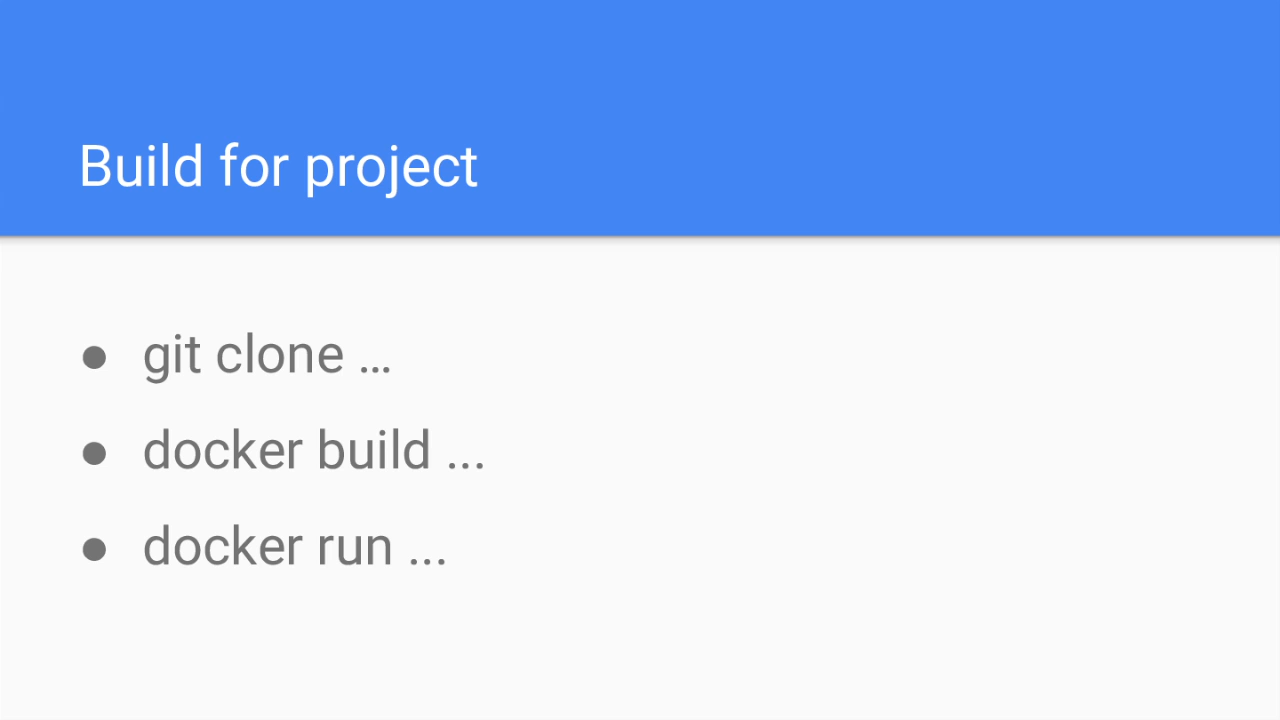 Build for project
● git clone …
● docker build ...
● docker run ...